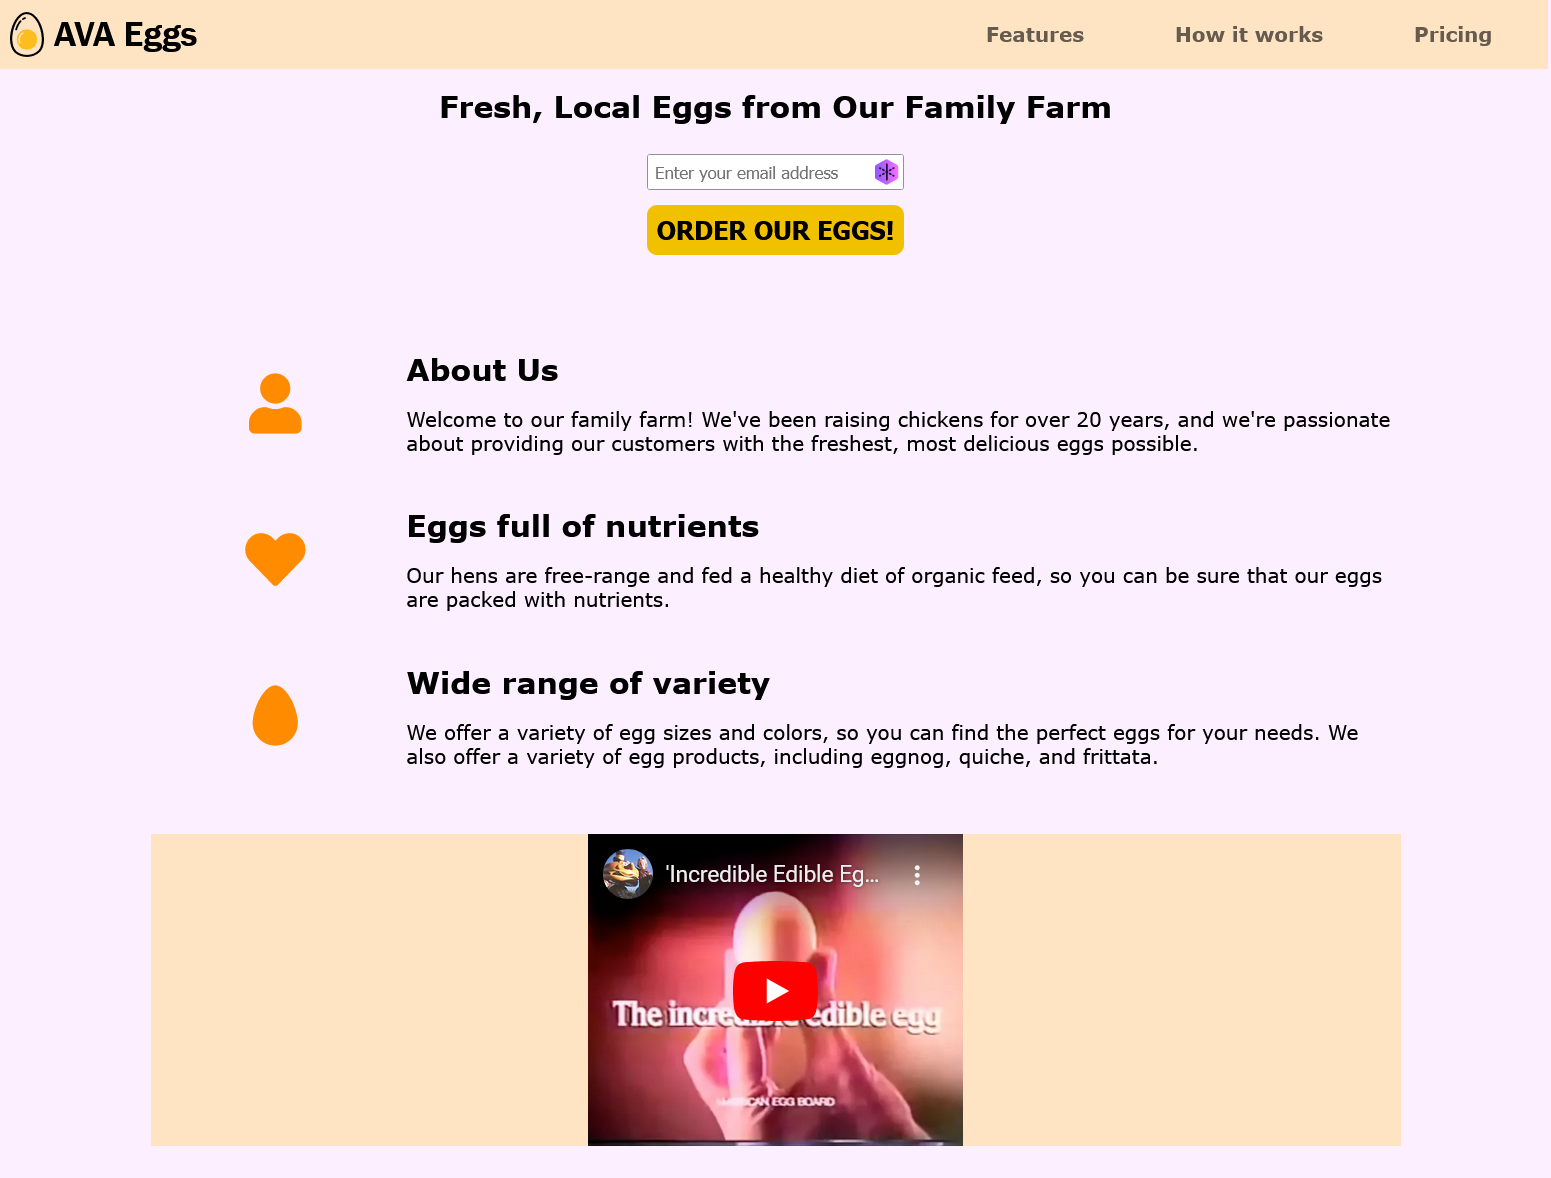 AVA Eggs
Features
How it works
Pricing
Fresh, Local Eggs from Our Family Farm
Enter your email address
ORDER OUR EGGS!
About Us
Welcome to our family farm! We've been raising chickens for over 20 years, and we're passionate
about providing our customers with the freshest, most delicious eggs possible.
Eggs full of nutrients
Our hens are free-range and fed a healthy diet of organic feed, so you can be sure that our eggs
are packed with nutrients.
Wide range of variety
We offer a variety of egg sizes and colors, so you can find the perfect eggs for your needs. We
also offer a variety of egg products, including eggnog, quiche, and frittata.
'Incredible Edible Eg...
The incredible edible egg
AMERICAN EGG BOARD